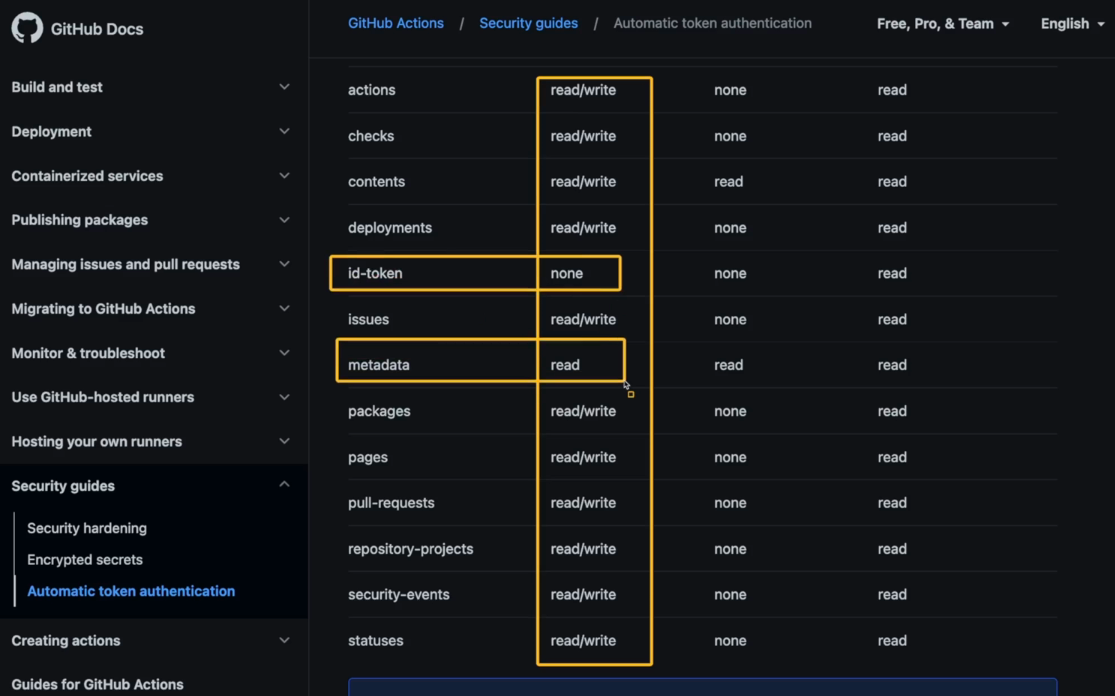 GitHub Docs
GitHub Actions / Security guides / Automatic token authentication
Free, Pro, & Team
English
Build and test
Deployment
Containerized services
Publishing packages
Managing issues and pull requests
Migrating to GitHub Actions
Monitor & troubleshoot
Use GitHub-hosted runners
Hosting your own runners
Security guides
Security hardening
Encrypted secrets
Automatic token authentication
Creating actions
Guides for GitHub Actions
actions read/write none read
checks read/write none read
contents read/write read read
deployments read/write none read
id-token none none read
issues read/write none read
metadata read read read
packages read/write none read
pages read/write none read
pull-requests read/write none read
repository-projects read/write none read
security-events read/write none read
statuses read/write none read